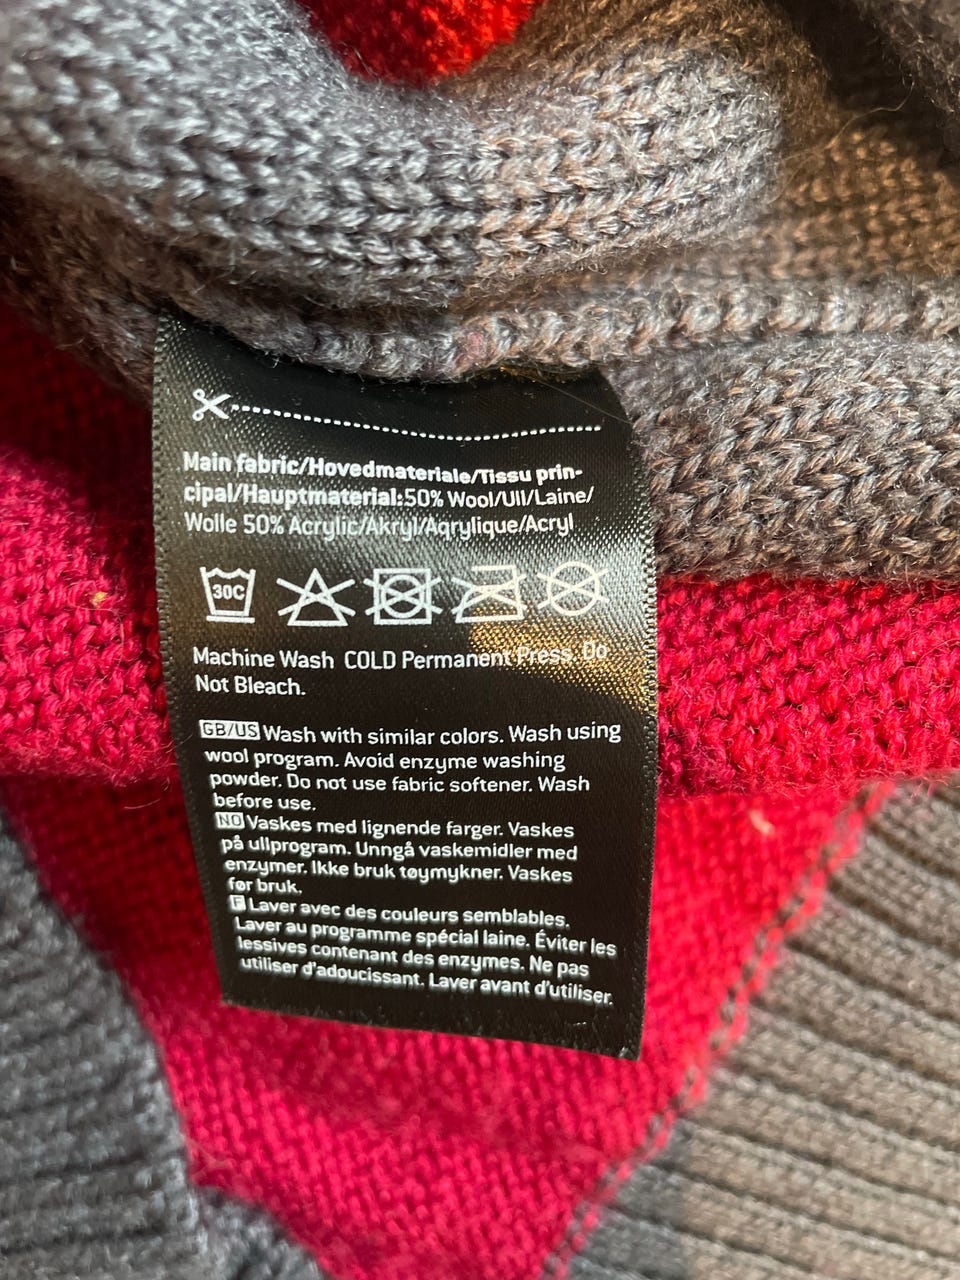 Main fabric/Hovedmateriale/Tissu prin-
cipal/Hauptmaterial:50% Wool/Ull/Laine/
Wolle 50% Acrylic/Akryl/Aqrylique/Acryl
30C
Machine Wash COLD Permanent Press. Do
Not Bleach.
GB/US Wash with similar colors. Wash using
wool program. Avoid enzyme washing
powder. Do not use fabric softener. Wash
before use.
NO Vaskes med lignende farger. Vaskes
på ullprogram. Unngå vaskemidler med
enzymer. Ikke bruk tøymykner. Vaskes
før bruk.
F Laver avec des couleurs semblables.
Laver au programme spécial laine. Éviter les
lessives contenant des enzymes. Ne pas
utiliser d'adoucissant. Laver avant d'utiliser.